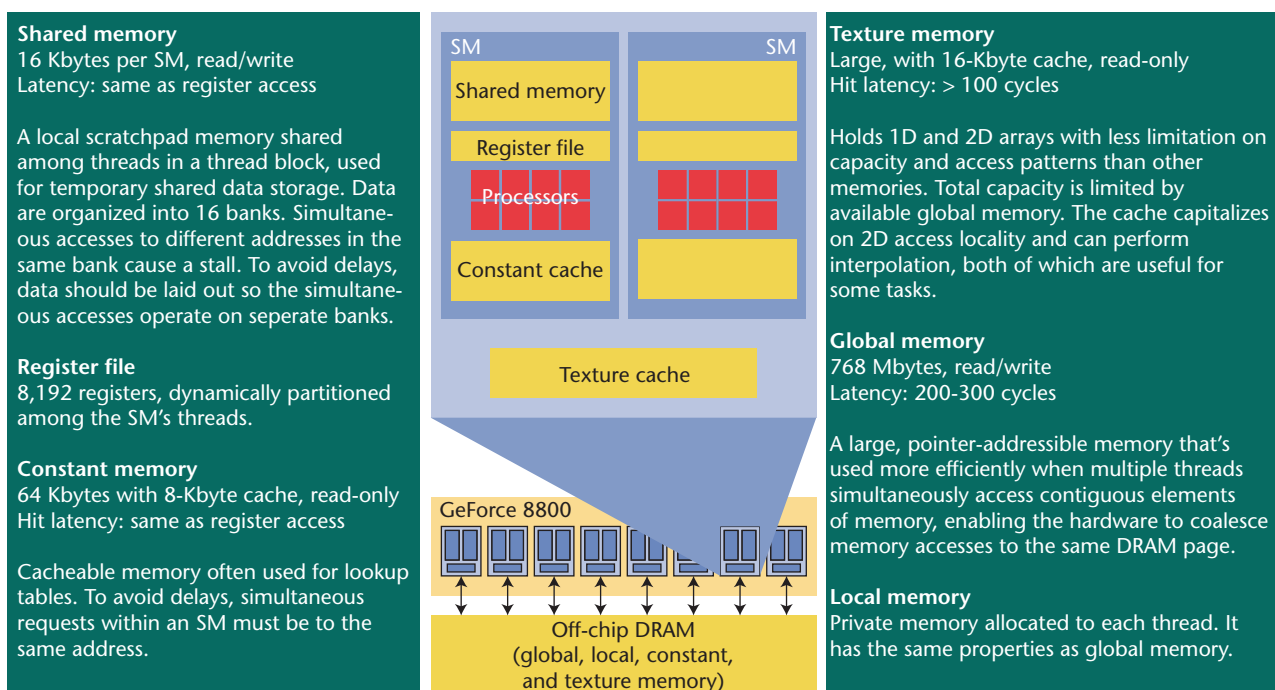 Shared memory
16 Kbytes per SM, read/write
Latency: same as register access
A local scratchpad memory shared
among threads in a thread block, used
for temporary shared data storage. Data
are organized into 16 banks. Simultane-
ous accesses to different addresses in the
same bank cause a stall. To avoid delays,
data should be laid out so the simultane-
ous accesses operate on seperate banks.
Register file
8,192 registers, dynamically partitioned
among the SM's threads.
Constant memory
64 Kbytes with 8-Kbyte cache, read-only
Hit latency: same as register access
Cacheable memory often used for lookup
tables. To avoid delays, simultaneous
requests within an SM must be to the
same address.
SM
SM
Shared memory
Register file
Processors
Constant cache
Texture cache
GeForce 8800
Off-chip DRAM
(global, local, constant,
and texture memory)
Texture memory
Large, with 16-Kbyte cache, read-only
Hit latency: > 100 cycles
Holds 1D and 2D arrays with less limitation on
capacity and access patterns than other
memories. Total capacity is limited by
available global memory. The cache capitalizes
on 2D access locality and can perform
interpolation, both of which are useful for
some tasks.
Global memory
768 Mbytes, read/write
Latency: 200-300 cycles
A large, pointer-addressible memory that's
used more efficiently when multiple threads
simultaneously access contiguous elements
of memory, enabling the hardware to coalesce
memory accesses to the same DRAM page.
Local memory
Private memory allocated to each thread. It
has the same properties as global memory.